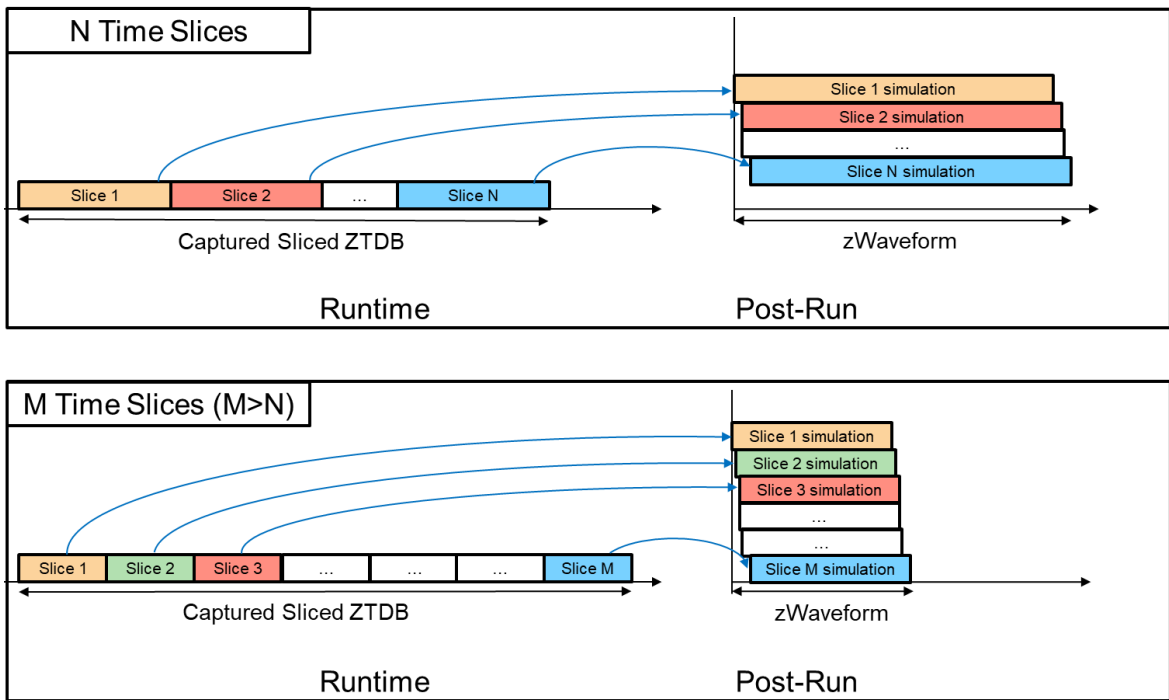 N Time Slices
Slice 1 simulation
Slice 2 simulation
...
Slice N simulation
Slice 1
Slice 2
...
Slice N
Captured Sliced ZTDB
zWaveform
Runtime
Post-Run
M Time Slices (M>N)
Slice 1 simulation
Slice 2 simulation
Slice 3 simulation
...
...
Slice M simulation
Slice 1
Slice 2
Slice 3
...
...
...
Slice M
Captured Sliced ZTDB
zWaveform
Runtime
Post-Run